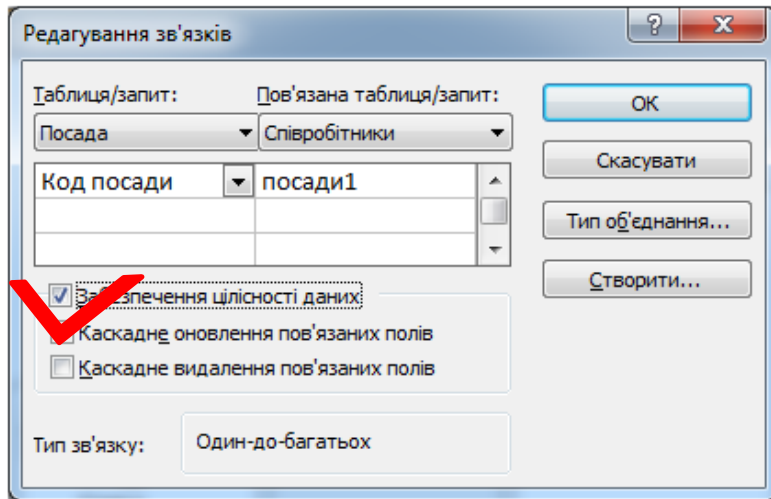 Редагування зв'язків
Таблиця/запит: Пов'язана таблиця/запит:
Посада Співробітники
Код посади посади1
Забезпечення цілісності даних
Каскадне оновлення пов'язаних полів
Каскадне видалення пов'язаних полів
Тип зв'язку: Один-до-багатьох
ОК
Скасувати
Тип об'єднання...
Створити...